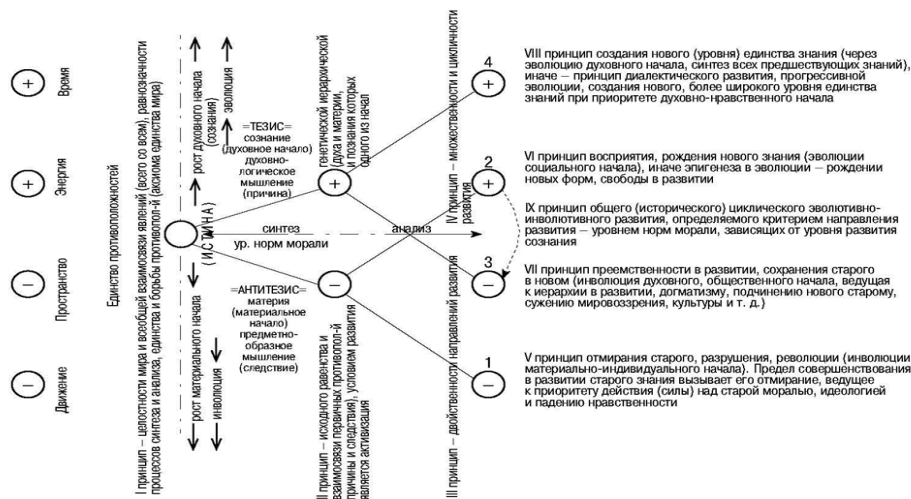 +
Время
+
Энергия
−
Пространство
−
Движение
Единство противоположностей
I принцип – целостности мира и всеобщей взаимосвязи явлений (всего со всем), равнозначности
процессов синтеза и анализа, единства и борьбы противопол-й (аксиома единства мира)
рост духовного начала
(сознания)
эволюция
(ИСТИНА)
рост материального начала
инволюция
=ТЕЗИС=
сознание
(духовное начало)
духовно-
логическое
мышление
(причина)
синтез
ур. норм морали
анализ
=АНТИТЕЗИС=
материя
(материальное
начало)
предметно-
образное
мышление
(следствие)
+
−
генетической иерархической
(духа и материи,
и познания которых
одного из начал
II принцип – исходного равенства и
взаимосвязи первичных противопол-й
причины и следствия), условием развития
является активизация
IV принцип – множественности и цикличности
развития
III принцип – двойственности направлений развития
4
+
VIII принцип создания нового (уровня) единства знания (через
эволюцию духовного начала, синтез всех предшествующих знаний),
иначе – принцип диалектического развития, прогрессивной
эволюции, создания нового, более широкого уровня единства
знаний при приоритете духовно-нравственного начала
2
+
VI принцип восприятия, рождения нового знания (эволюции
социального начала), иначе эпигенеза в эволюции – рождении
новых форм, свободы в развитии
IX принцип общего (исторического) циклического эволютивно-
инволютивного развития, определяемого критерием направления
развития – уровнем норм морали, зависящих от уровня развития
сознания
3
−
VII принцип преемственности в развитии, сохранения старого
в новом (инволюция духовного, общественного начала, ведущая
к иерархии в развитии, догматизму, подчинению нового старому,
сужению мировоззрения, культуры и т. д.)
1
−
V принцип отмирания старого, разрушения, революции (инволюции
материально-индивидуального начала). Предел совершенствования
в развитии старого знания вызывает его отмирание, ведущее
к приоритету действия (силы) над старой моралью, идеологией
и падению нравственности